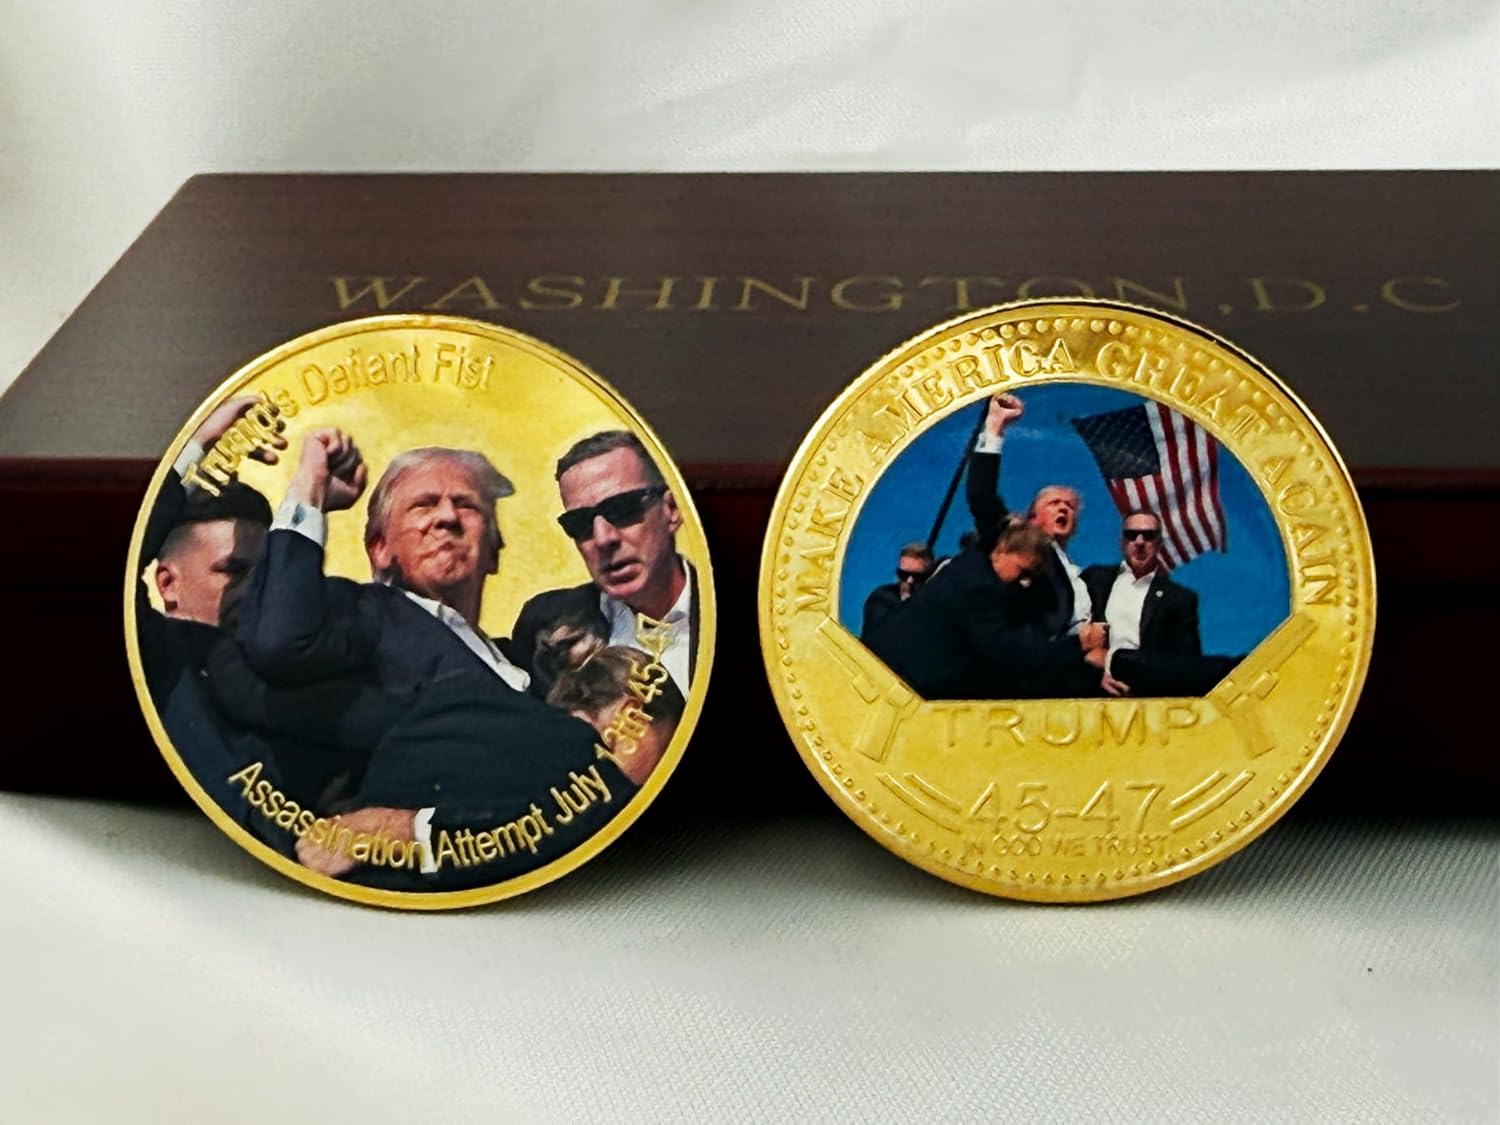 WASHINGTON,D.C
Trump's Defiant Fist
Assassination Attempt July 13th 45-47
MAKE AMERICA GREAT AGAIN
TRUMP
45-47
IN GOD WE TRUST